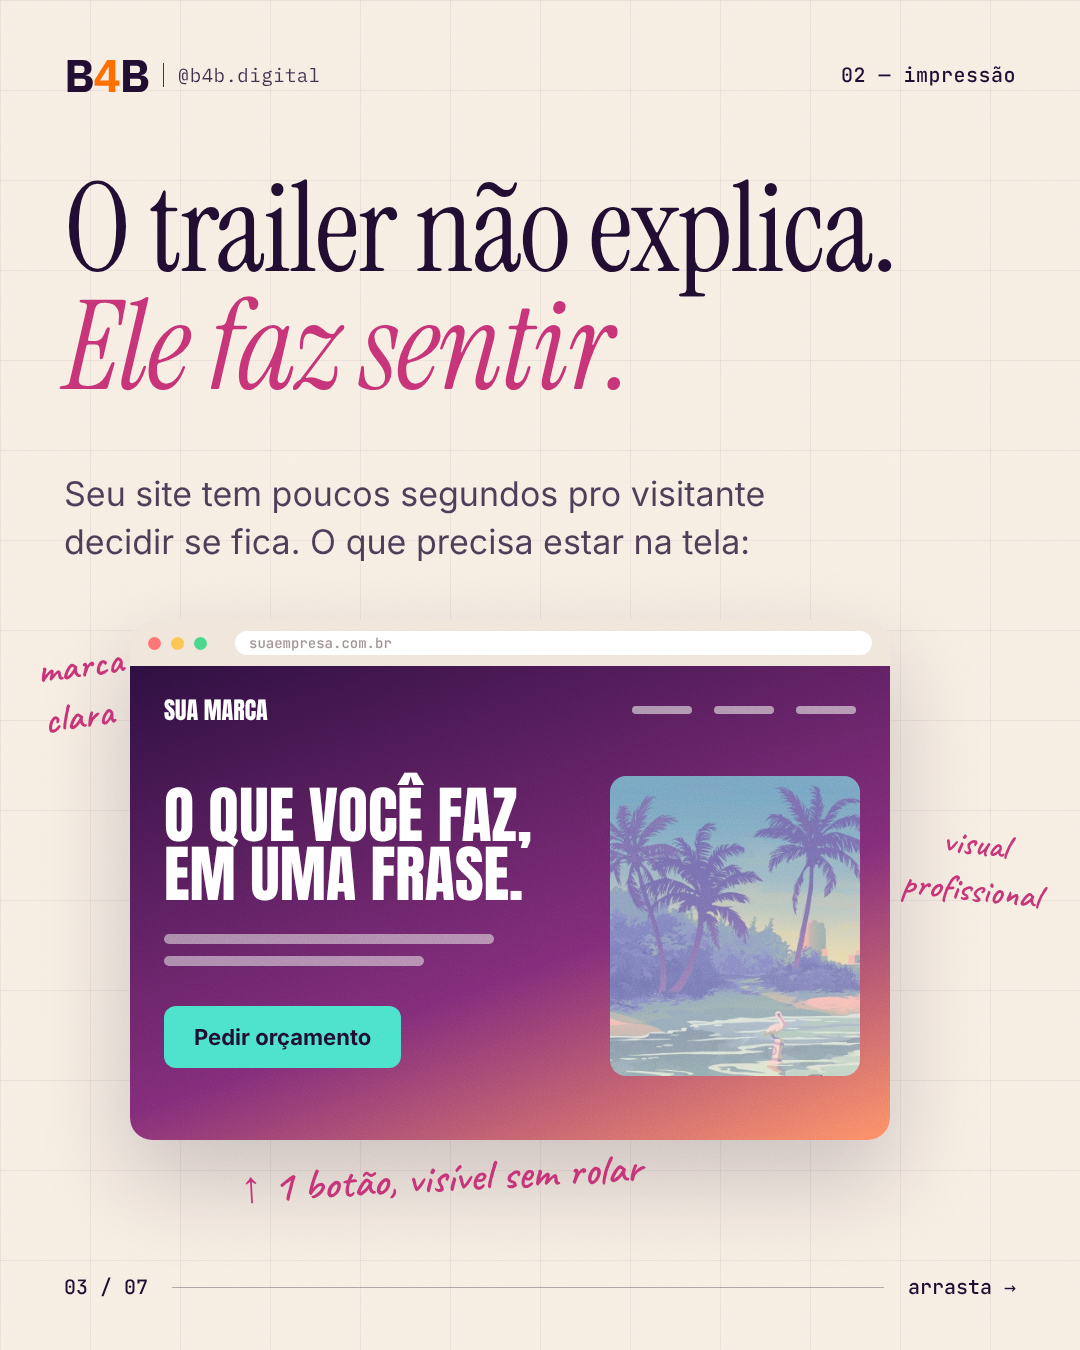 B4B | @b4b.digital
02 — impressão
O trailer não explica.
Ele faz sentir.
Seu site tem poucos segundos pro visitante
decidir se fica. O que precisa estar na tela:
suaempresa.com.br
marca
clara
SUA MARCA
O QUE VOCÊ FAZ,
EM UMA FRASE.
visual
profissional
Pedir orçamento
↑ 1 botão, visível sem rolar
03 / 07
arrasta →